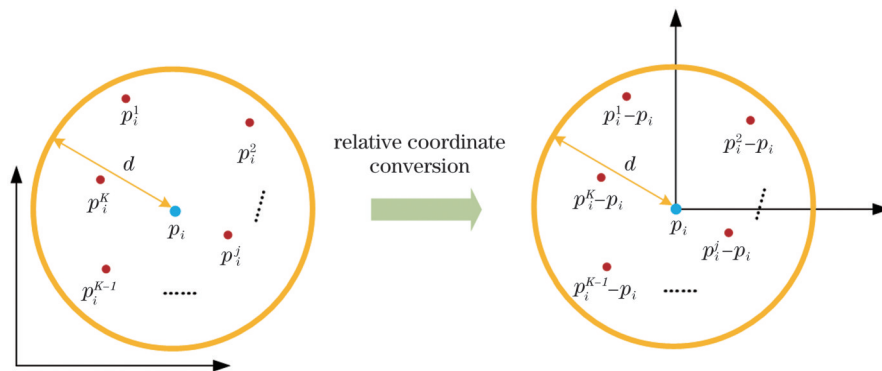 p_i^1
p_i^2
d
p_i^K
p_i
p_i^j
p_i^{K-1}
......
......
relative coordinate
conversion
p_i^1-p_i
p_i^2-p_i
d
p_i^K-p_i
p_i
p_i^j-p_i
p_i^{K-1}-p_i
......
......